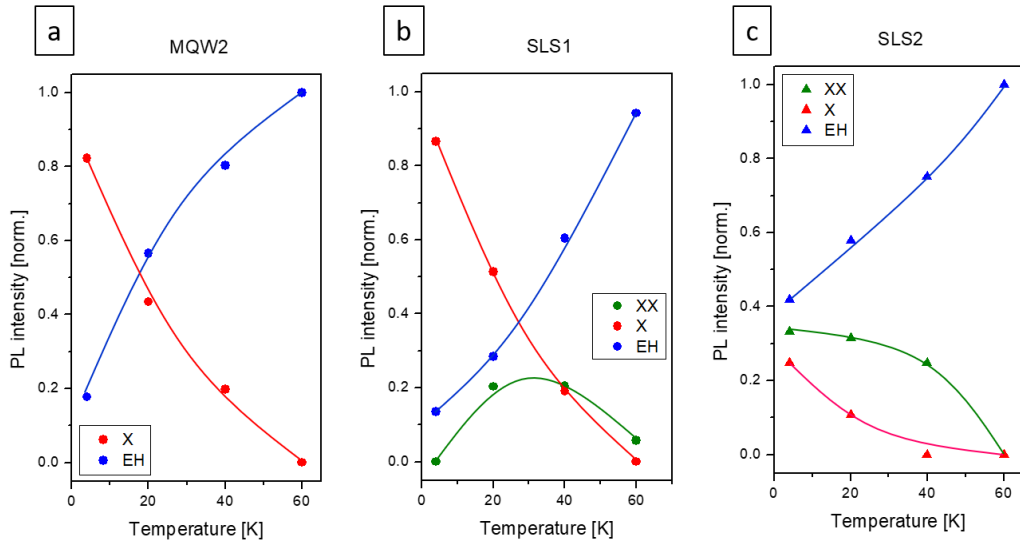 a
MQW2
PL intensity [norm.]
1.0
0.8
0.6
0.4
0.2
0.0
X
EH
0 20 40 60
Temperature [K]
b
SLS1
PL intensity [norm.]
1.0
0.8
0.6
0.4
0.2
0.0
XX
X
EH
0 20 40 60
Temperature [K]
c
SLS2
PL intensity [norm.]
1.0
0.8
0.6
0.4
0.2
0.0
XX
X
EH
0 20 40 60
Temperature [K]